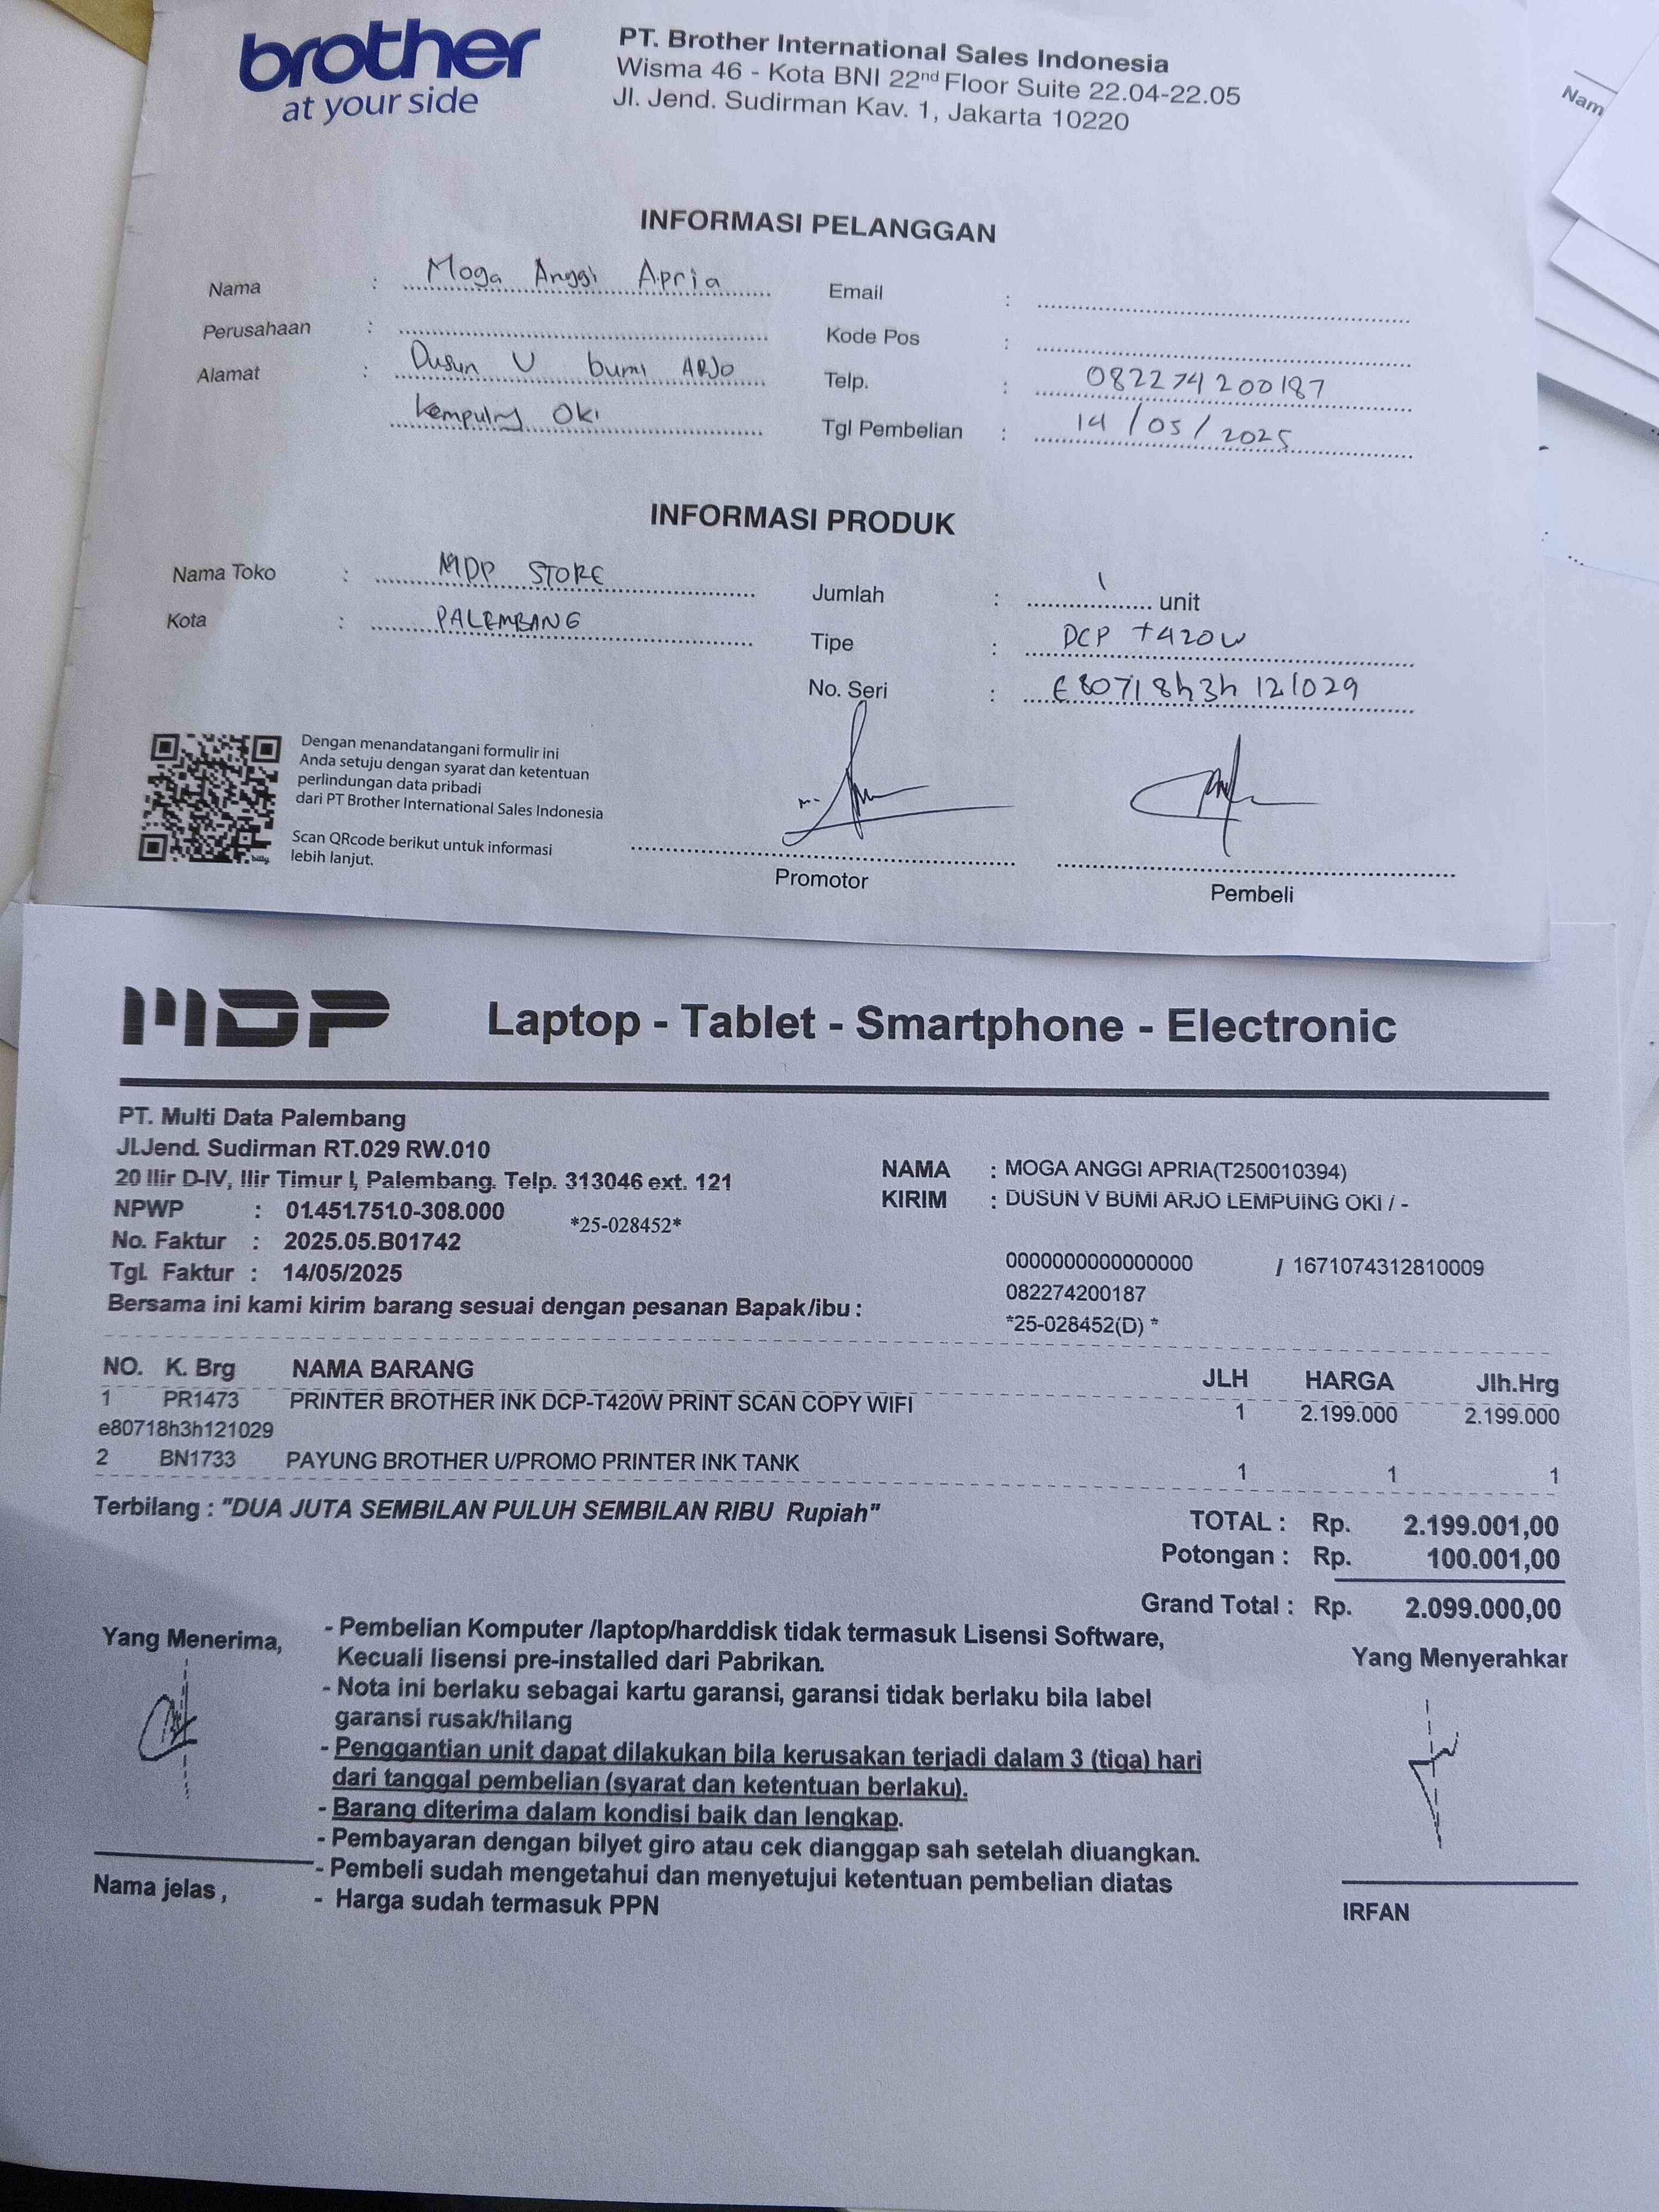 brother
at your side
PT. Brother International Sales Indonesia
Wisma 46 - Kota BNI 22nd Floor Suite 22.04-22.05
Jl. Jend. Sudirman Kav. 1, Jakarta 10220
Nam
INFORMASI PELANGGAN
Nama : Moga Anggi Apria
Perusahaan :
Alamat : Dusun V bumi ARJO
Lempuing OKI
Email :
Kode Pos :
Telp. : 082274200187
Tgl Pembelian : 14/05/2025
INFORMASI PRODUK
Nama Toko : MDP STORE
Kota : PALEMBANG
Jumlah : 1 unit
Tipe : DCP T420W
No. Seri : E80718h3h121029
Dengan menandatangani formulir ini
Anda setuju dengan syarat dan ketentuan
perlindungan data pribadi
dari PT Brother International Sales Indonesia
Scan QRcode berikut untuk informasi
lebih lanjut.
Promotor
Pembeli
MDP Laptop - Tablet - Smartphone - Electronic
PT. Multi Data Palembang
Jl.Jend. Sudirman RT.029 RW.010
20 Ilir D-IV, Ilir Timur I, Palembang. Telp. 313046 ext. 121
NPWP : 01.451.751.0-308.000
*25-028452*
No. Faktur : 2025.05.B01742
Tgl. Faktur : 14/05/2025
Bersama ini kami kirim barang sesuai dengan pesanan Bapak/ibu :
NAMA : MOGA ANGGI APRIA(T250010394)
KIRIM : DUSUN V BUMI ARJO LEMPUING OKI / -
0000000000000000 / 1671074312810009
082274200187
*25-028452(D) *
NO. K. Brg NAMA BARANG JLH HARGA Jlh.Hrg
1 PR1473 PRINTER BROTHER INK DCP-T420W PRINT SCAN COPY WIFI 1 2.199.000 2.199.000
e80718h3h121029
2 BN1733 PAYUNG BROTHER U/PROMO PRINTER INK TANK 1 1 1
Terbilang : "DUA JUTA SEMBILAN PULUH SEMBILAN RIBU Rupiah"
TOTAL : Rp. 2.199.001,00
Potongan : Rp. 100.001,00
Grand Total : Rp. 2.099.000,00
Yang Menerima,
- Pembelian Komputer /laptop/harddisk tidak termasuk Lisensi Software,
Kecuali lisensi pre-installed dari Pabrikan.
- Nota ini berlaku sebagai kartu garansi, garansi tidak berlaku bila label
garansi rusak/hilang
- Penggantian unit dapat dilakukan bila kerusakan terjadi dalam 3 (tiga) hari
dari tanggal pembelian (syarat dan ketentuan berlaku).
- Barang diterima dalam kondisi baik dan lengkap.
- Pembayaran dengan bilyet giro atau cek dianggap sah setelah diuangkan.
- Pembeli sudah mengetahui dan menyetujui ketentuan pembelian diatas
- Harga sudah termasuk PPN
Nama jelas ,
Yang Menyerahkar
IRFAN